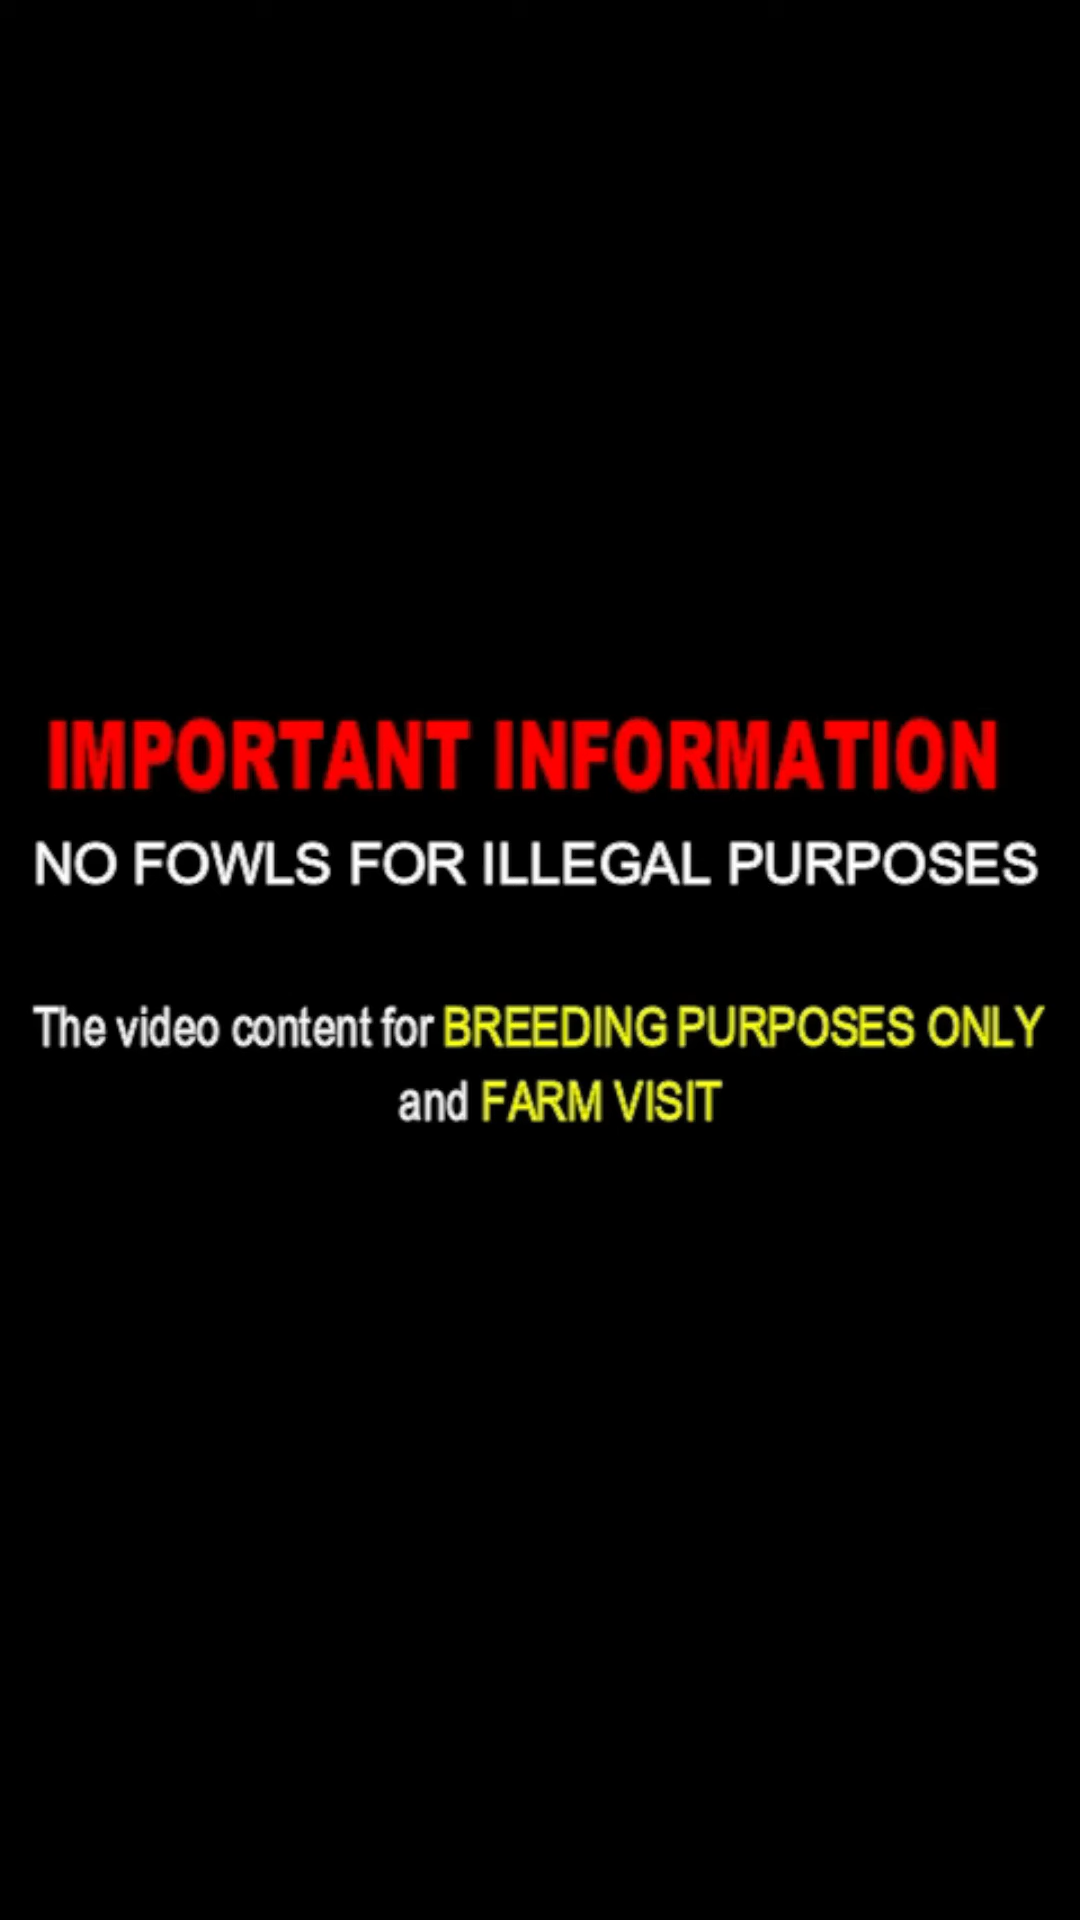 IMPORTANT INFORMATION
NO FOWLS FOR ILLEGAL PURPOSES
The video content for BREEDING PURPOSES ONLY
and FARM VISIT